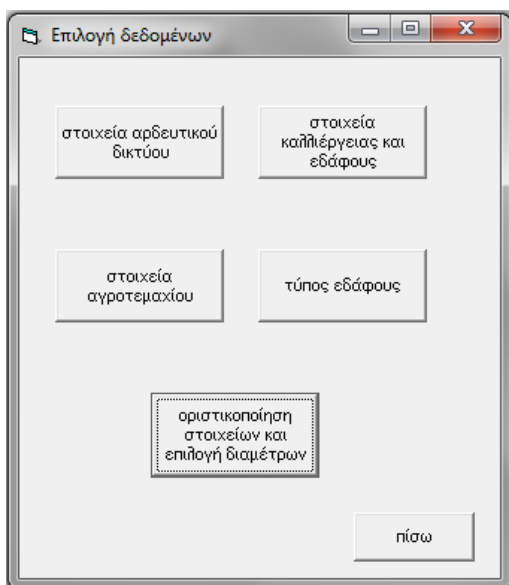 Επιλογή δεδομένων
στοιχεία αρδευτικού
δικτύου
στοιχεία
καλλιέργειας και
εδάφους
στοιχεία
αγροτεμαχίου
τύπος εδάφους
οριστικοποίηση
στοιχείων και
επιλογή διαμέτρων
πίσω